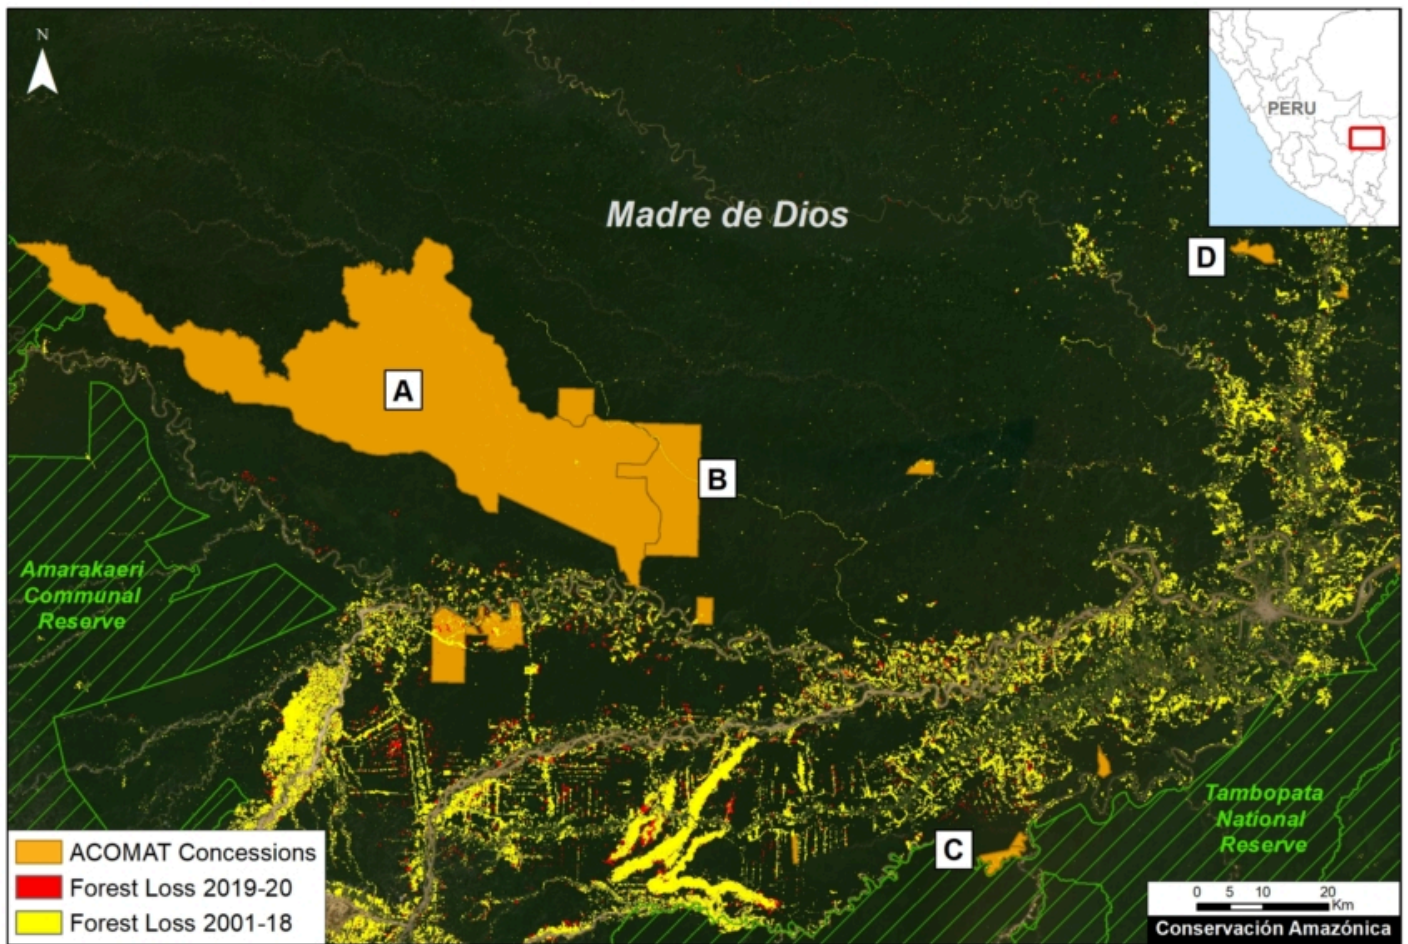 N
PERU
Madre de Dios
D
A
B
Amarakaeri
Communal
Reserve
Tambopata
National
Reserve
C
ACOMAT Concessions
Forest Loss 2019-20
Forest Loss 2001-18
0 5 10 20
Km
Conservación Amazónica